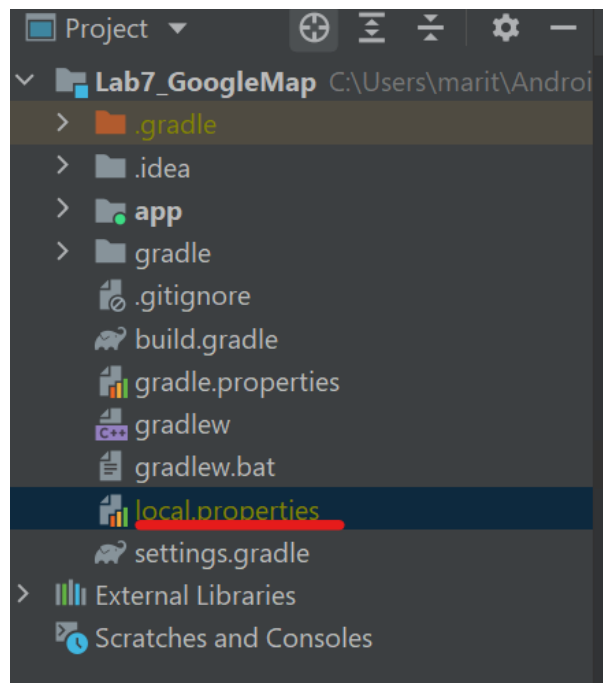 Project
Lab7_GoogleMap C:\Users\marit\Androi
.gradle
.idea
app
gradle
.gitignore
build.gradle
gradle.properties
C++ gradlew
gradlew.bat
local.properties
settings.gradle
External Libraries
Scratches and Consoles